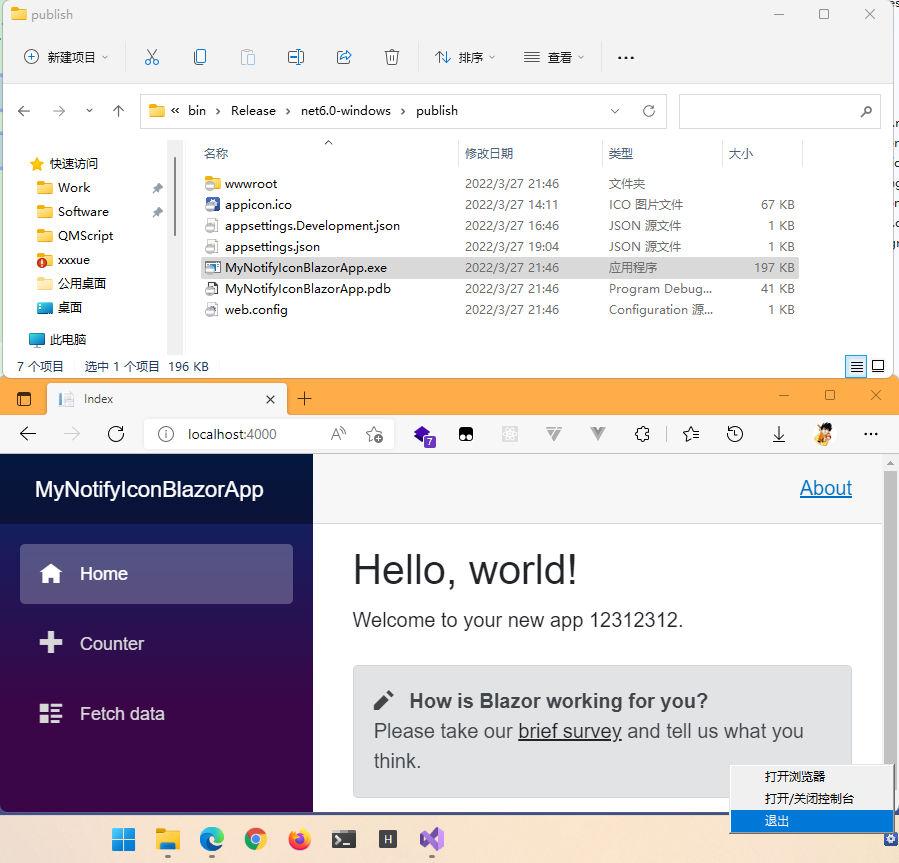 publish
新建项目
排序
查看
« bin › Release › net6.0-windows › publish
名称 修改日期 类型 大小
快速访问
Work
Software
QMScript
xxxue
公用桌面
桌面
此电脑
wwwroot 2022/3/27 21:46 文件夹
appicon.ico 2022/3/27 14:11 ICO 图片文件 67 KB
appsettings.Development.json 2022/3/27 16:46 JSON 源文件 1 KB
appsettings.json 2022/3/27 19:04 JSON 源文件 1 KB
MyNotifyIconBlazorApp.exe 2022/3/27 21:46 应用程序 197 KB
MyNotifyIconBlazorApp.pdb 2022/3/27 21:46 Program Debug... 41 KB
web.config 2022/3/27 21:46 Configuration 源... 1 KB
7 个项目 选中 1 个项目 196 KB
Index
localhost:4000
7
MyNotifyIconBlazorApp
About
Home
Counter
Fetch data
Hello, world!
Welcome to your new app 12312312.
How is Blazor working for you?
Please take our brief survey and tell us what you
think.
打开浏览器
打开/关闭控制台
退出
H